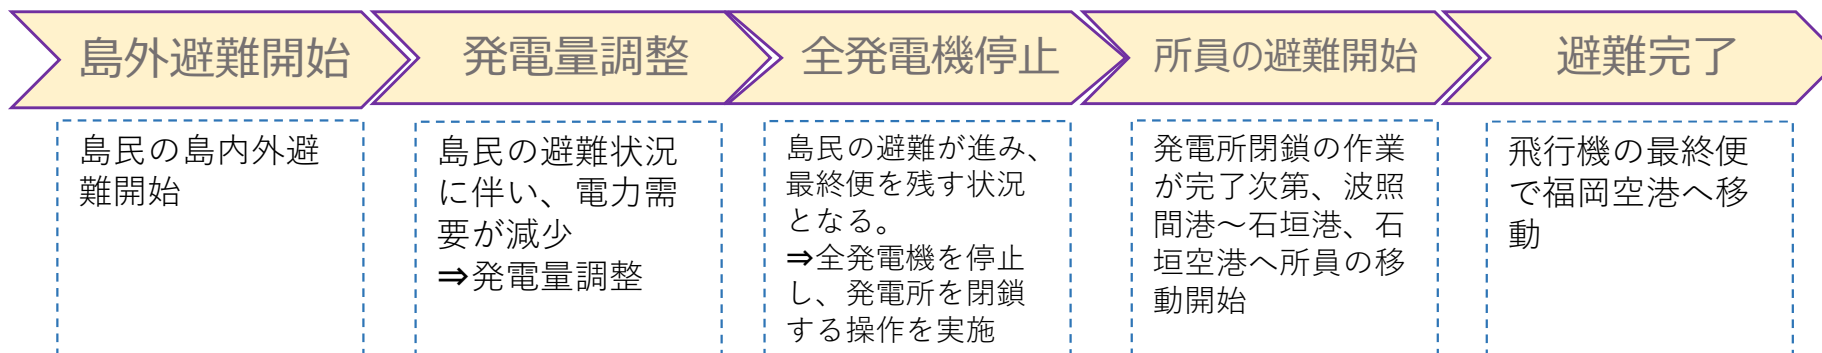 島外避難開始
発電量調整
全発電機停止
所員の避難開始
避難完了
島民の島内外避
難開始
島民の避難状況
に伴い、電力需
要が減少
⇒発電量調整
島民の避難が進み、
最終便を残す状況
となる。
⇒全発電機を停止
し、発電所を閉鎖
する操作を実施
発電所閉鎖の作業
が完了次第、波照
間港～石垣港、石
垣空港へ所員の移
動開始
飛行機の最終便
で福岡空港へ移
動